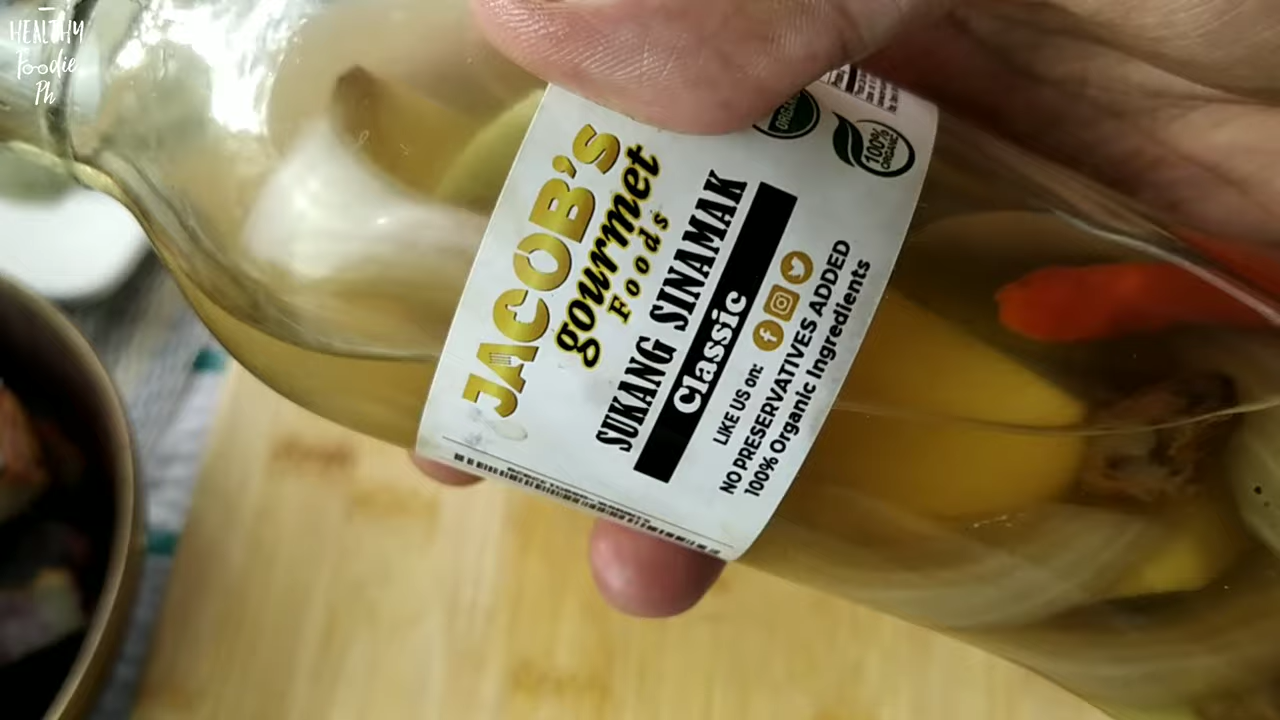 HEALTHY
Foodie
Ph
JACOB's
gourmet
Foods
SUKANG SINAMAK
Classic
LIKE US on:
NO PRESERVATIVES ADDED
100% Organic Ingredients
ORGANIC
100%
ORGANIC